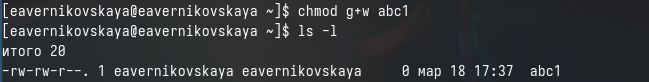 [eavernikovskaya@eavernikovskaya ~]$ chmod g+w abc1
[eavernikovskaya@eavernikovskaya ~]$ ls -l
итого 20
-rw-rw-r--. 1 eavernikovskaya eavernikovskaya     0 мар 18 17:37  abc1